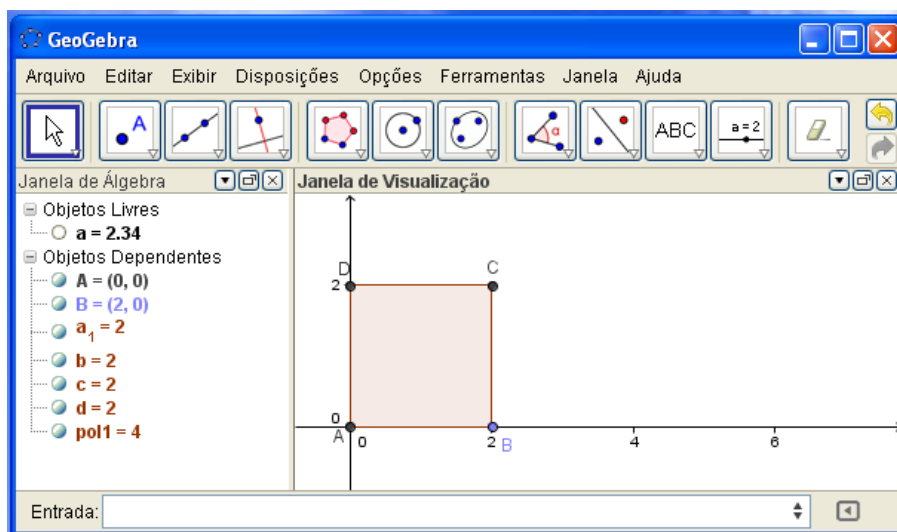 GeoGebra
Arquivo Editar Exibir Disposições Opções Ferramentas Janela Ajuda
A α ABC a=2
Janela de Álgebra
Objetos Livres
a = 2.34
Objetos Dependentes
A = (0, 0)
B = (2, 0)
a1 = 2
b = 2
c = 2
d = 2
pol1 = 4
Janela de Visualização
D C
2
0
A 0 2 B 4 6
Entrada: